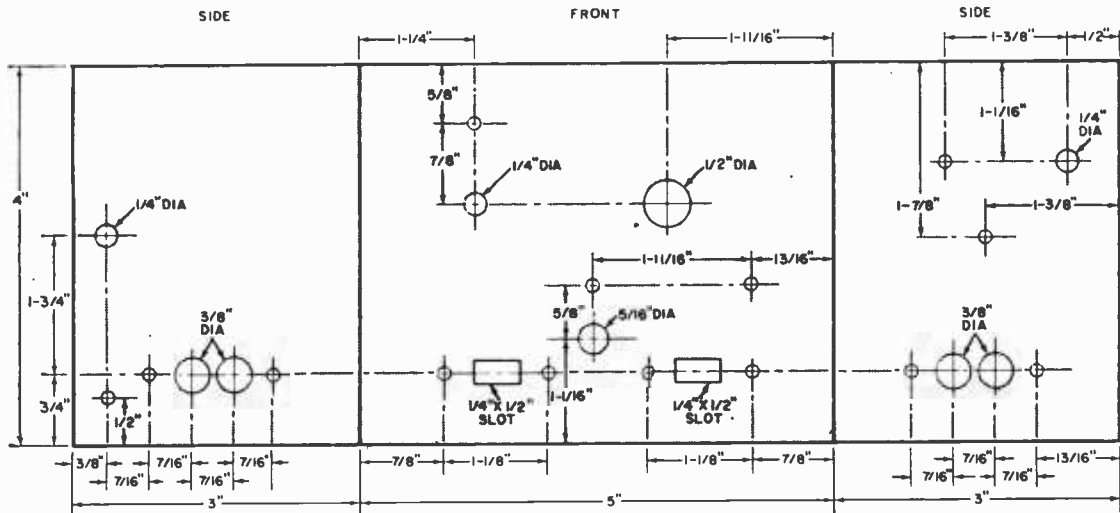 SIDE
FRONT
SIDE
1-1/4"
1-11/16"
1-3/8"
1/2"
5/8"
1-1/16"
1/4"
DIA
7/8"
1/4" DIA
1/2" DIA
4"
1/4" DIA
1-7/8"
1-3/8"
1-11/16"
13/16"
1-3/4"
5/8"
5/16" DIA
3/8"
DIA
3/8"
DIA
3/4"
1/2"
1/4" X 1/2"
SLOT
1-1/16"
1/4" X 1/2"
SLOT
3/8"
7/16"
7/16"
7/8"
1-1/8"
1-1/8"
7/8"
7/16"
13/16"
7/16"
7/16"
7/16"
7/16"
3"
5"
3"